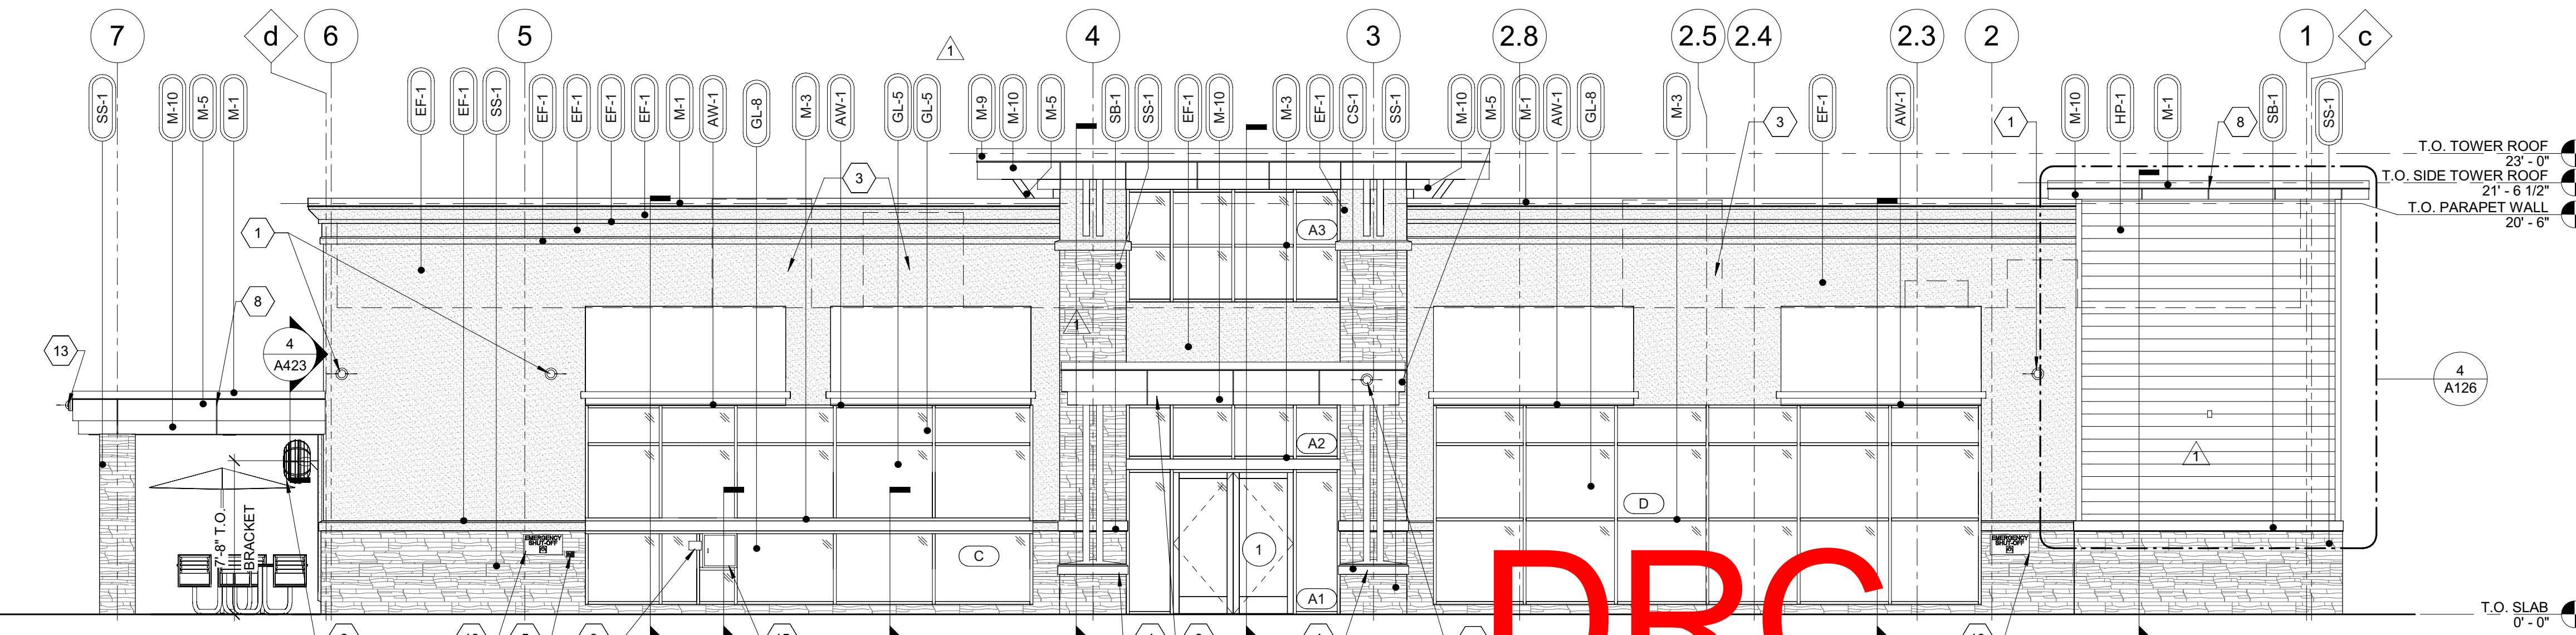 7
d
6
5
4
3
2.8
2.5
2.4
2.3
2
1
c
1
SS-1
M-10
M-5
M-1
EF-1
EF-1
SS-1
EF-1
EF-1
EF-1
EF-1
M-1
AW-1
GL-8
M-3
AW-1
GL-5
GL-5
M-9
M-10
M-5
SB-1
SS-1
EF-1
M-10
M-3
EF-1
CS-1
SS-1
M-10
M-5
M-1
AW-1
GL-8
M-3
3
EF-1
AW-1
1
M-10
HP-1
M-1
8
SB-1
SS-1
T.O. TOWER ROOF
23' - 0"
T.O. SIDE TOWER ROOF
21' - 6 1/2"
T.O. PARAPET WALL
20' - 6"
3
1
A3
8
1
13
4
A423
4
A126
A2
1
D
7'-8" T.O.
BRACKET
EMERGENCY
SHUT-OFF
C
1
EMERGENCY
SHUT-OFF
A1
DRC
T.O. SLAB
0' - 0"